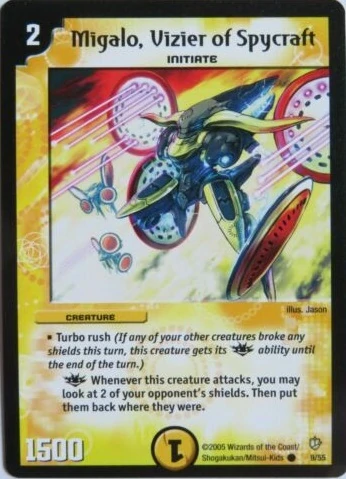 2 Migalo, Vizier of Spycraft
INITIATE
illus. Jason
CREATURE
▪ Turbo rush (If any of your other creatures broke any
shields this turn, this creature gets its ability until
the end of the turn.)
Whenever this creature attacks, you may
look at 2 of your opponent's shields. Then put
them back where they were.
1500
1
©2005 Wizards of the Coast/
Shogakukan/Mitsui-Kids ● 9/55